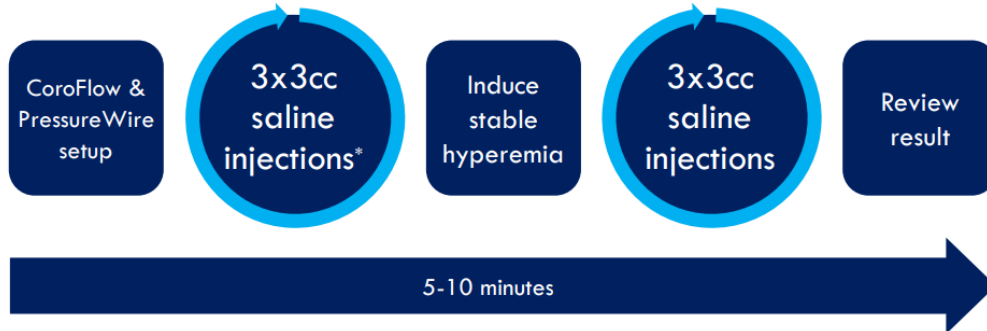 CoroFlow &
PressureWire
setup
3x3cc
saline
injections*
Induce
stable
hyperemia
3x3cc
saline
injections
Review
result
5-10 minutes